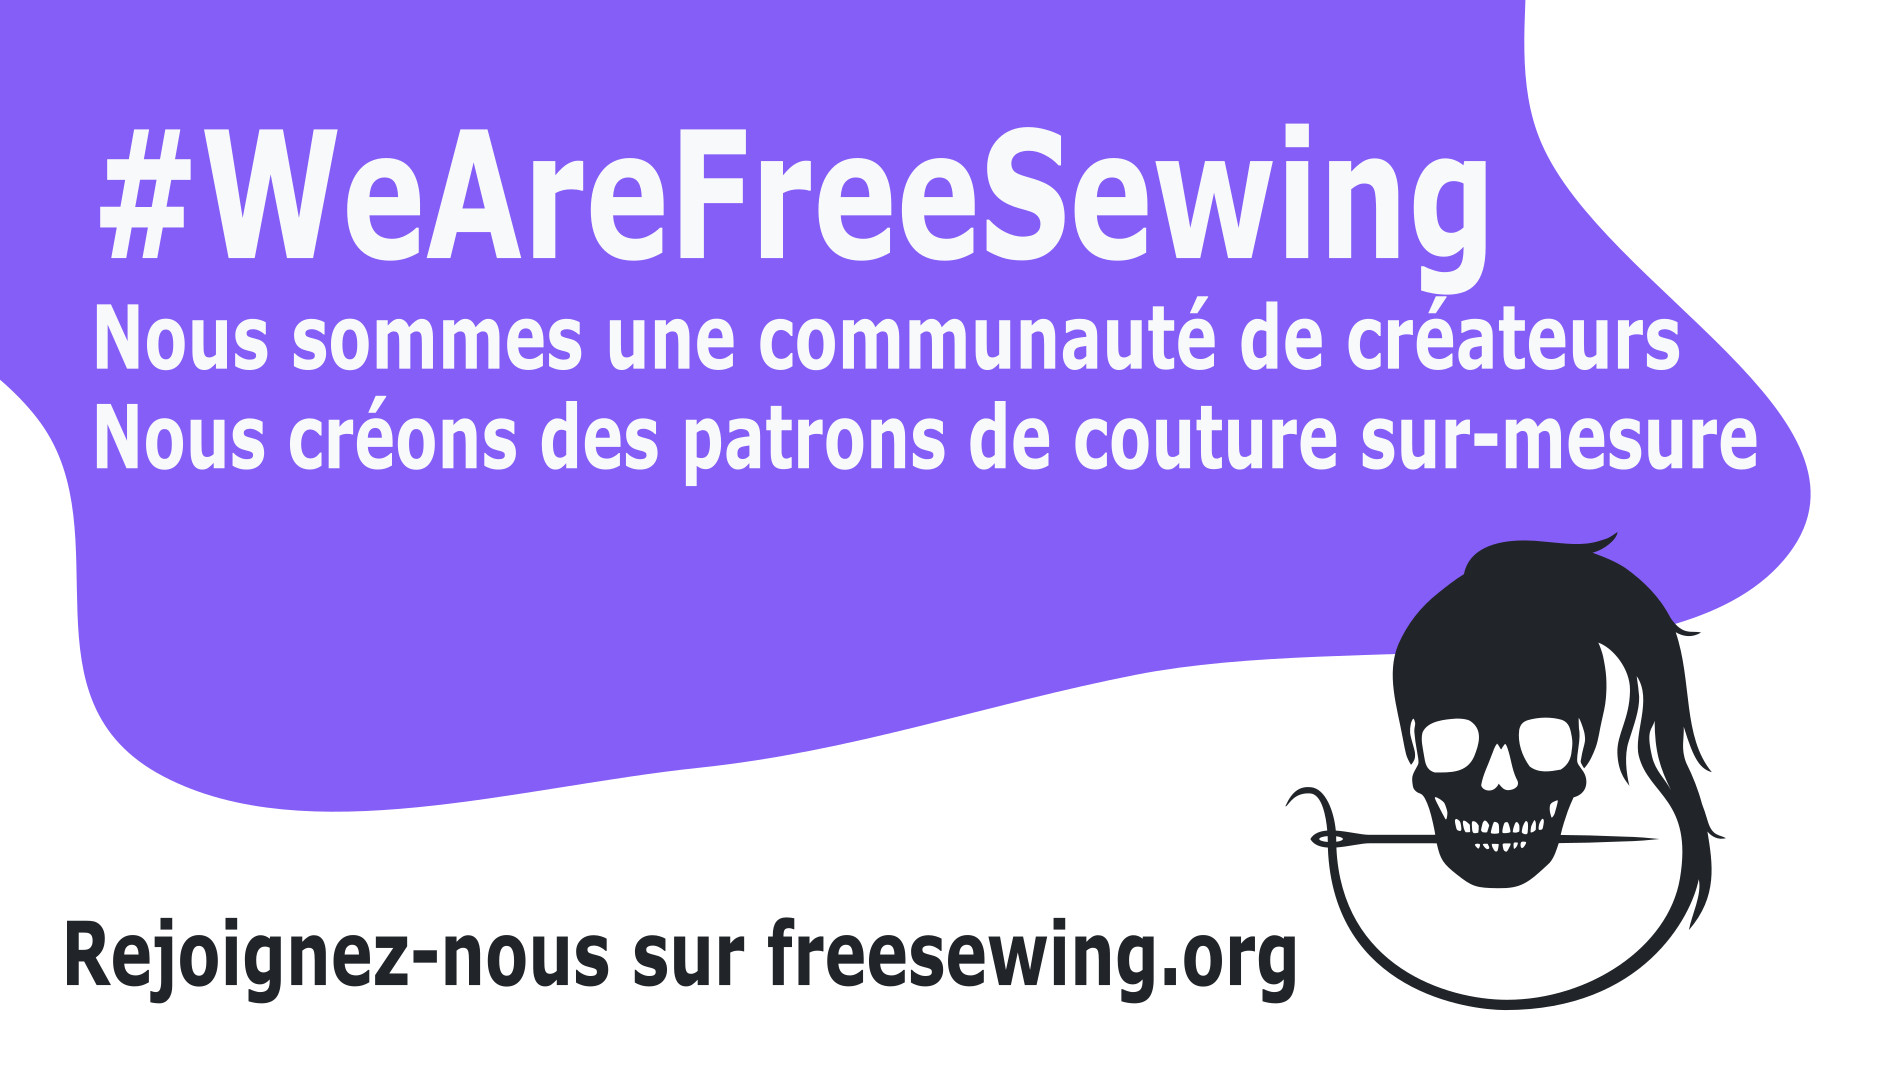 #WeAreFreeSewing
Nous sommes une communauté de créateurs
Nous créons des patrons de couture sur-mesure
Rejoignez-nous sur freesewing.org